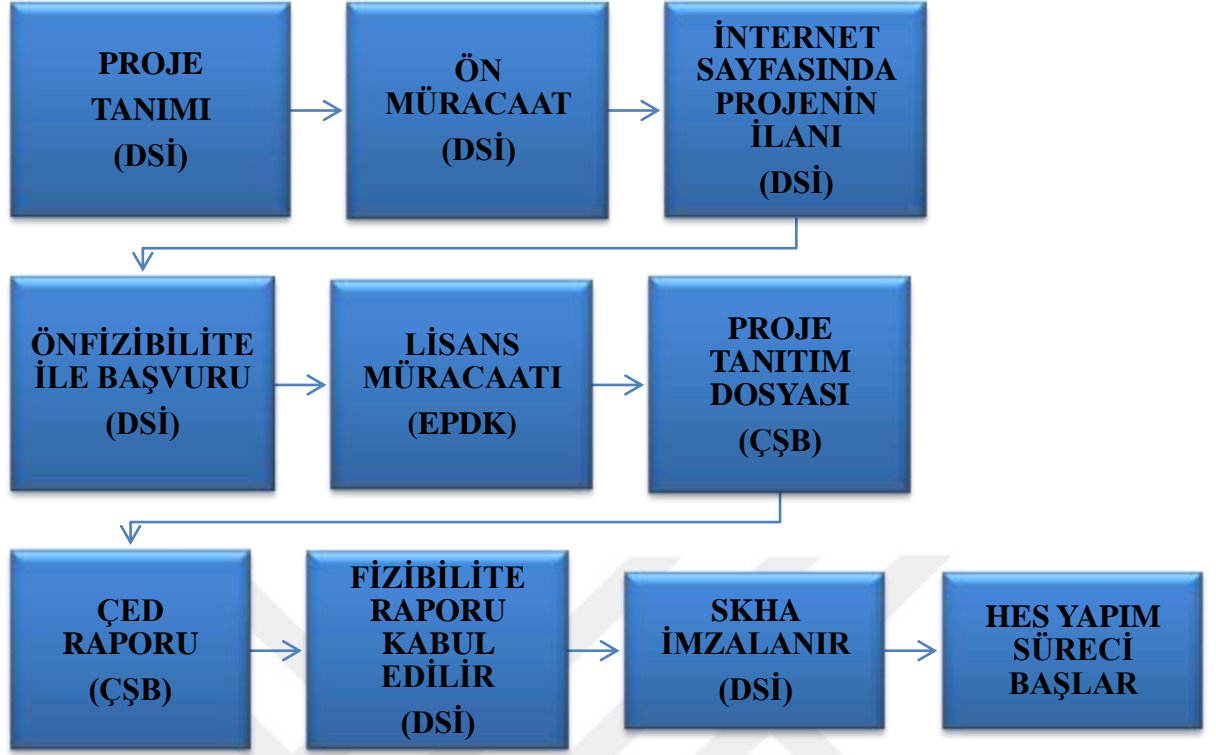 PROJE
TANIMI
(DSİ)
ÖN
MÜRACAAT
(DSİ)
İNTERNET
SAYFASINDA
PROJENİN
İLANI
(DSİ)
ÖNFİZİBİLİTE
İLE BAŞVURU
(DSİ)
LİSANS
MÜRACAATI
(EPDK)
PROJE
TANITIM
DOSYASI
(ÇŞB)
ÇED
RAPORU
(ÇŞB)
FİZİBİLİTE
RAPORU
KABUL
EDİLİR
(DSİ)
SKHA
İMZALANIR
(DSİ)
HES YAPIM
SÜRECİ
BAŞLAR